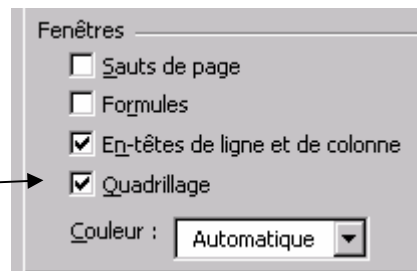 Fenêtres
Sauts de page
Formules
En-têtes de ligne et de colonne
Quadrillage
Couleur : Automatique